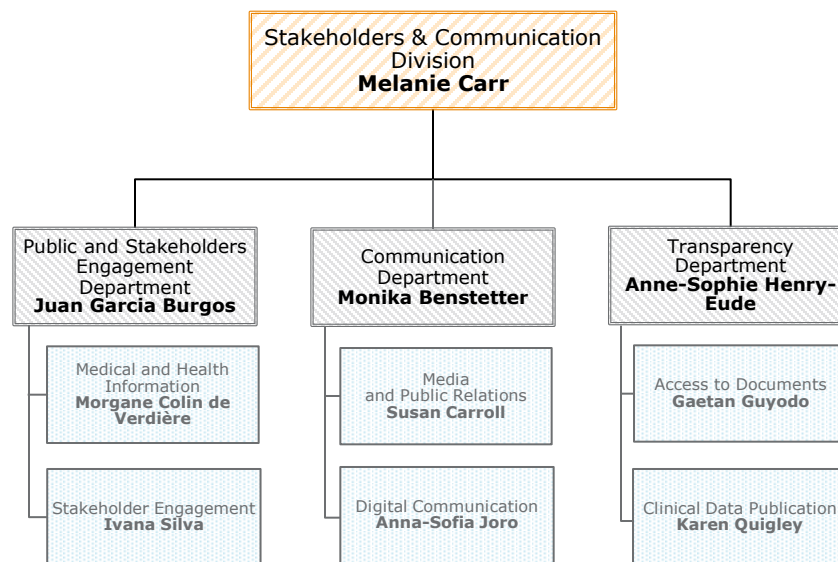 Stakeholders & Communication
Division
Melanie Carr
Public and Stakeholders
Engagement
Department
Juan Garcia Burgos
Communication
Department
Monika Benstetter
Transparency
Department
Anne-Sophie Henry-
Eude
Medical and Health
Information
Morgane Colin de
Verdière
Media
and Public Relations
Susan Carroll
Access to Documents
Gaetan Guyodo
Stakeholder Engagement
Ivana Silva
Digital Communication
Anna-Sofia Joro
Clinical Data Publication
Karen Quigley